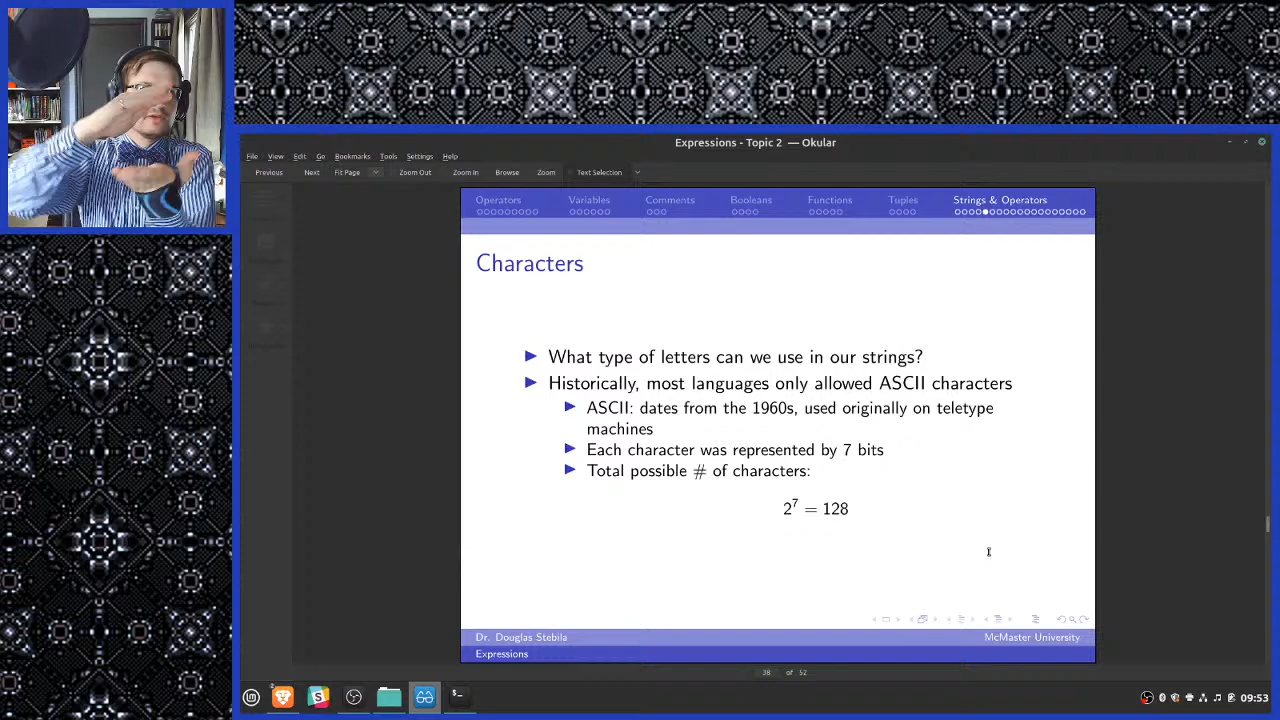 Expressions - Topic 2 — Okular
File View Edit Go Bookmarks Tools Settings Help
Previous Next Fit Page Zoom Out Zoom In Browse Zoom Text Selection
Operators Variables Comments Booleans Functions Tuples Strings & Operators
Characters
What type of letters can we use in our strings?
Historically, most languages only allowed ASCII characters
ASCII: dates from the 1960s, used originally on teletype
machines
Each character was represented by 7 bits
Total possible # of characters:
2⁷ = 128
Dr. Douglas Stebila McMaster University
Expressions
38 of 52
09:53